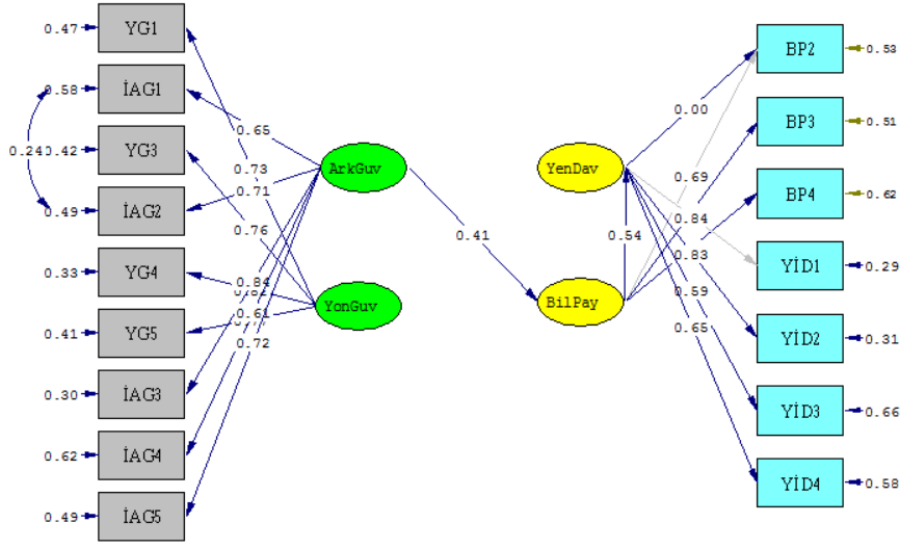 0.47 YG1
0.58 İAG1
0.24
0.42 YG3
0.49 İAG2
0.33 YG4
0.41 YG5
0.30 İAG3
0.62 İAG4
0.49 İAG5
0.65
0.73
0.71
0.76
0.84
0.61
0.72
ArkGuv
YonGuv
0.41
YenDav
BilPay
0.54
0.00
0.69
0.84
0.83
0.59
0.65
BP2 0.53
BP3 0.51
BP4 0.62
YİD1 0.29
YİD2 0.31
YİD3 0.66
YİD4 0.58